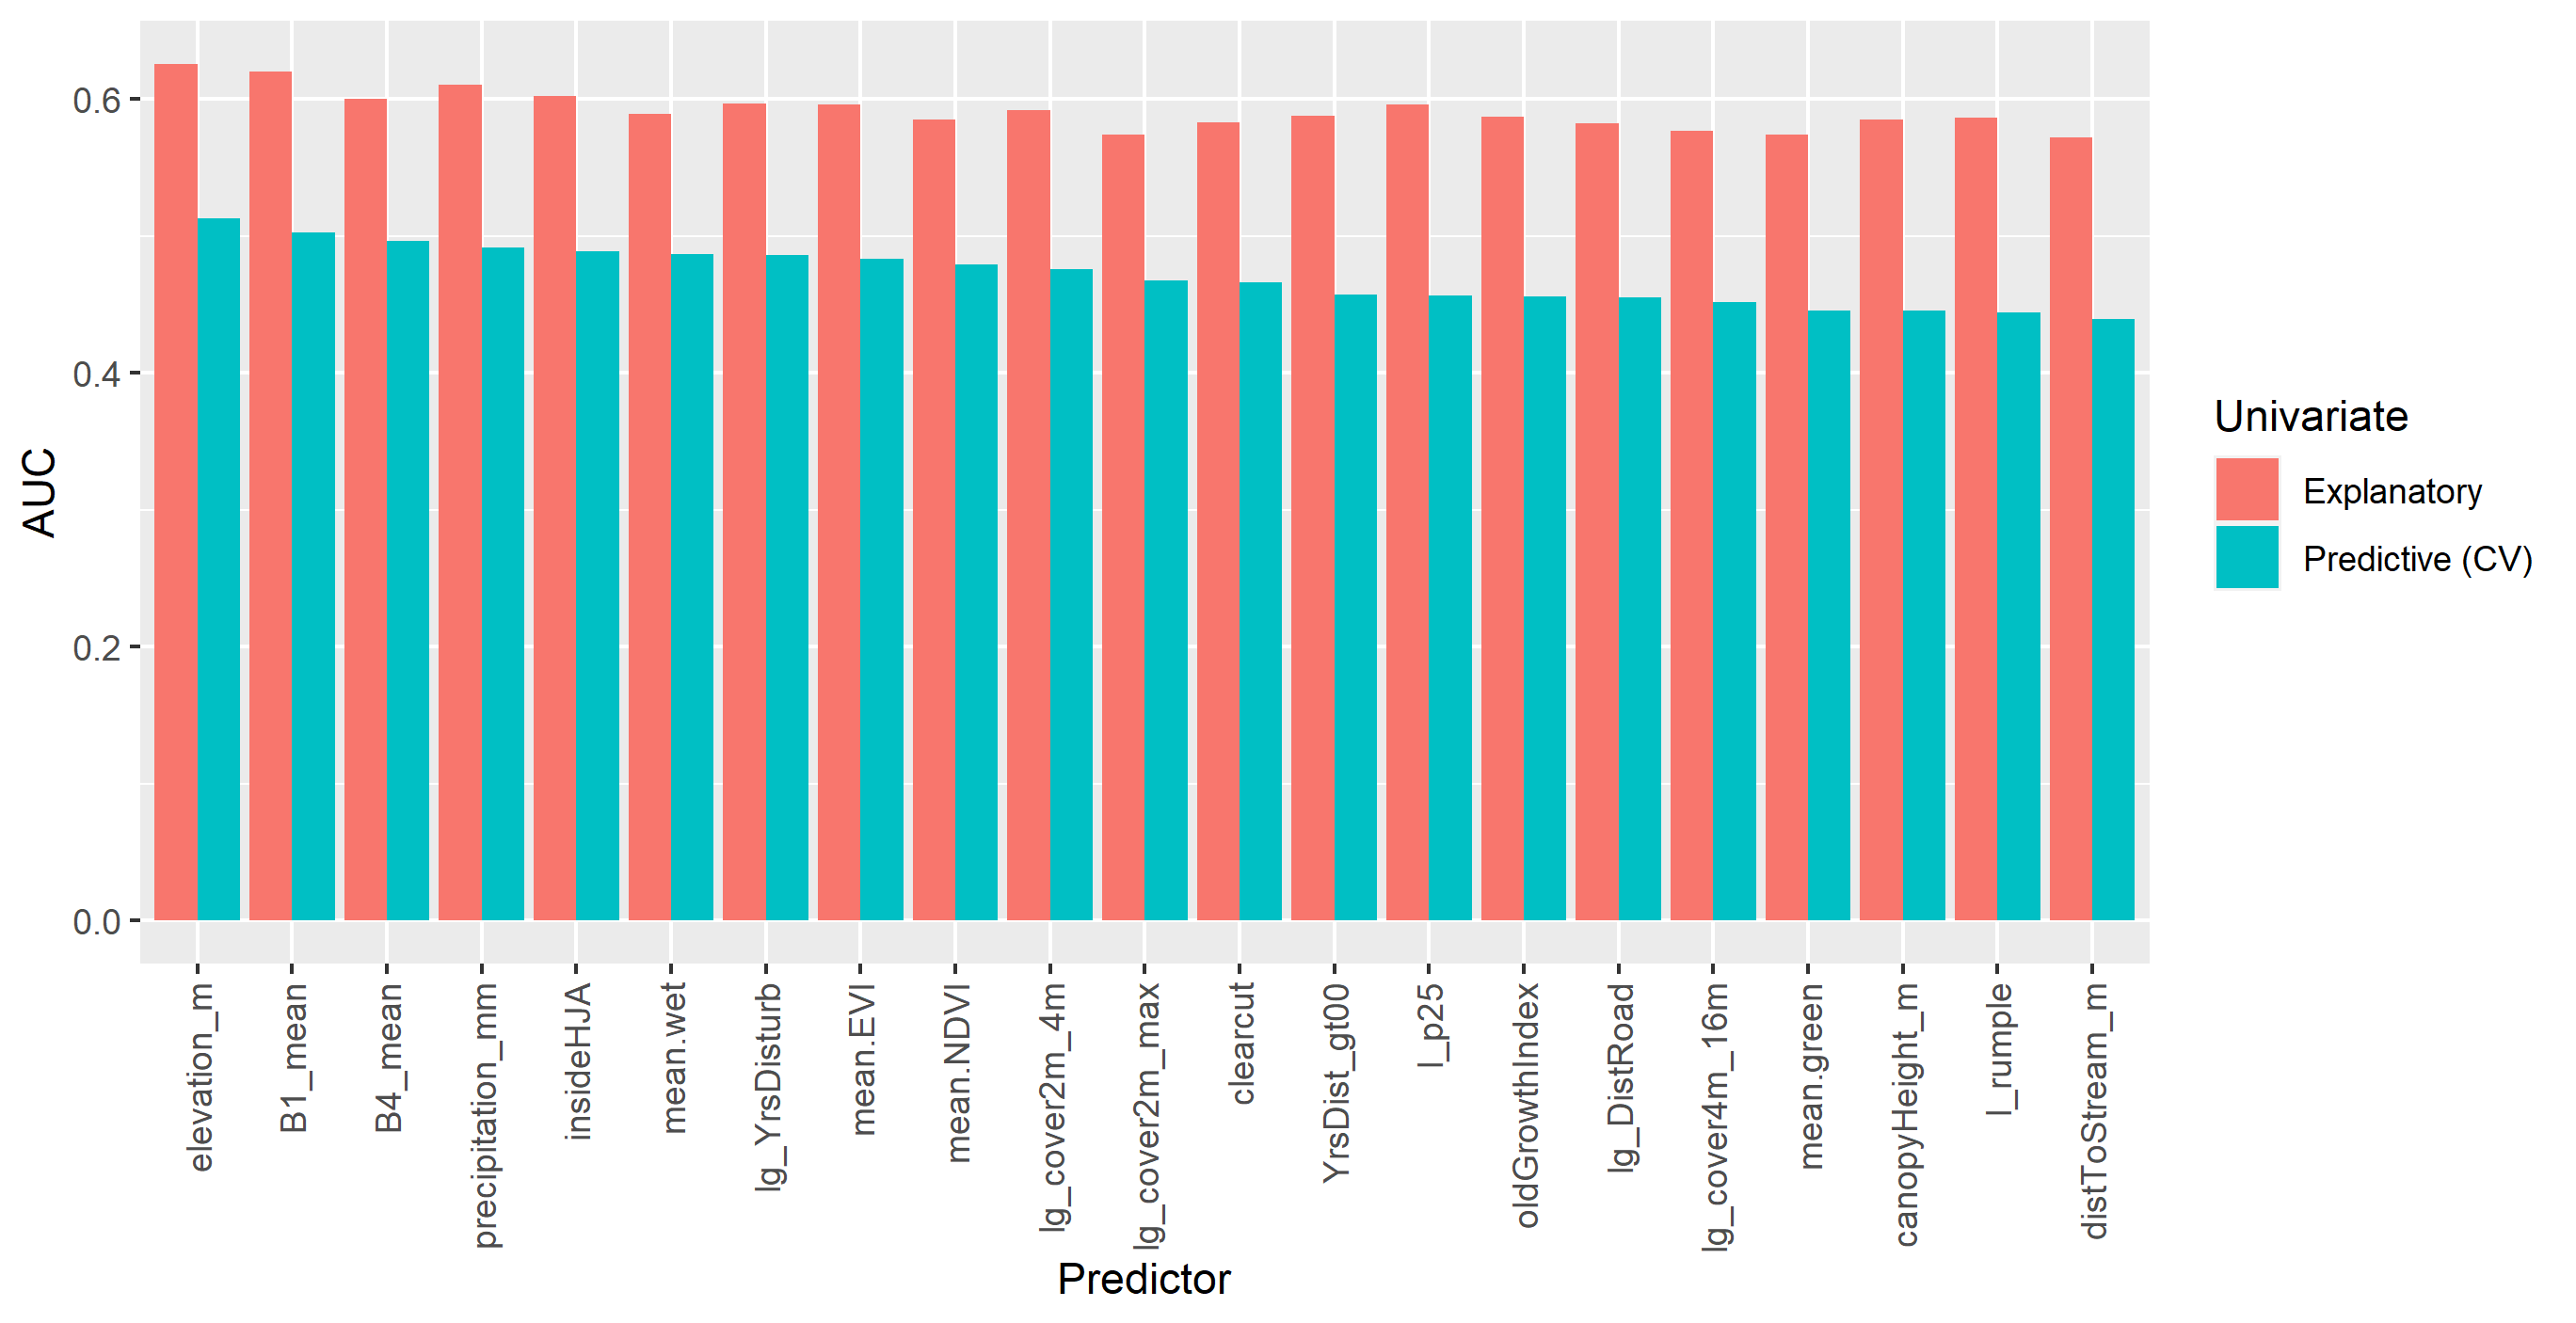 0.6
0.4
0.2
0.0
AUC
elevation_m
B1_mean
B4_mean
precipitation_mm
insideHJA
mean.wet
lg_YrsDisturb
mean.EVI
mean.NDVI
lg_cover2m_4m
lg_cover2m_max
clearcut
YrsDist_gt00
l_p25
oldGrowthIndex
lg_DistRoad
lg_cover4m_16m
mean.green
canopyHeight_m
l_rumple
distToStream_m
Predictor
Univariate
Explanatory
Predictive (CV)